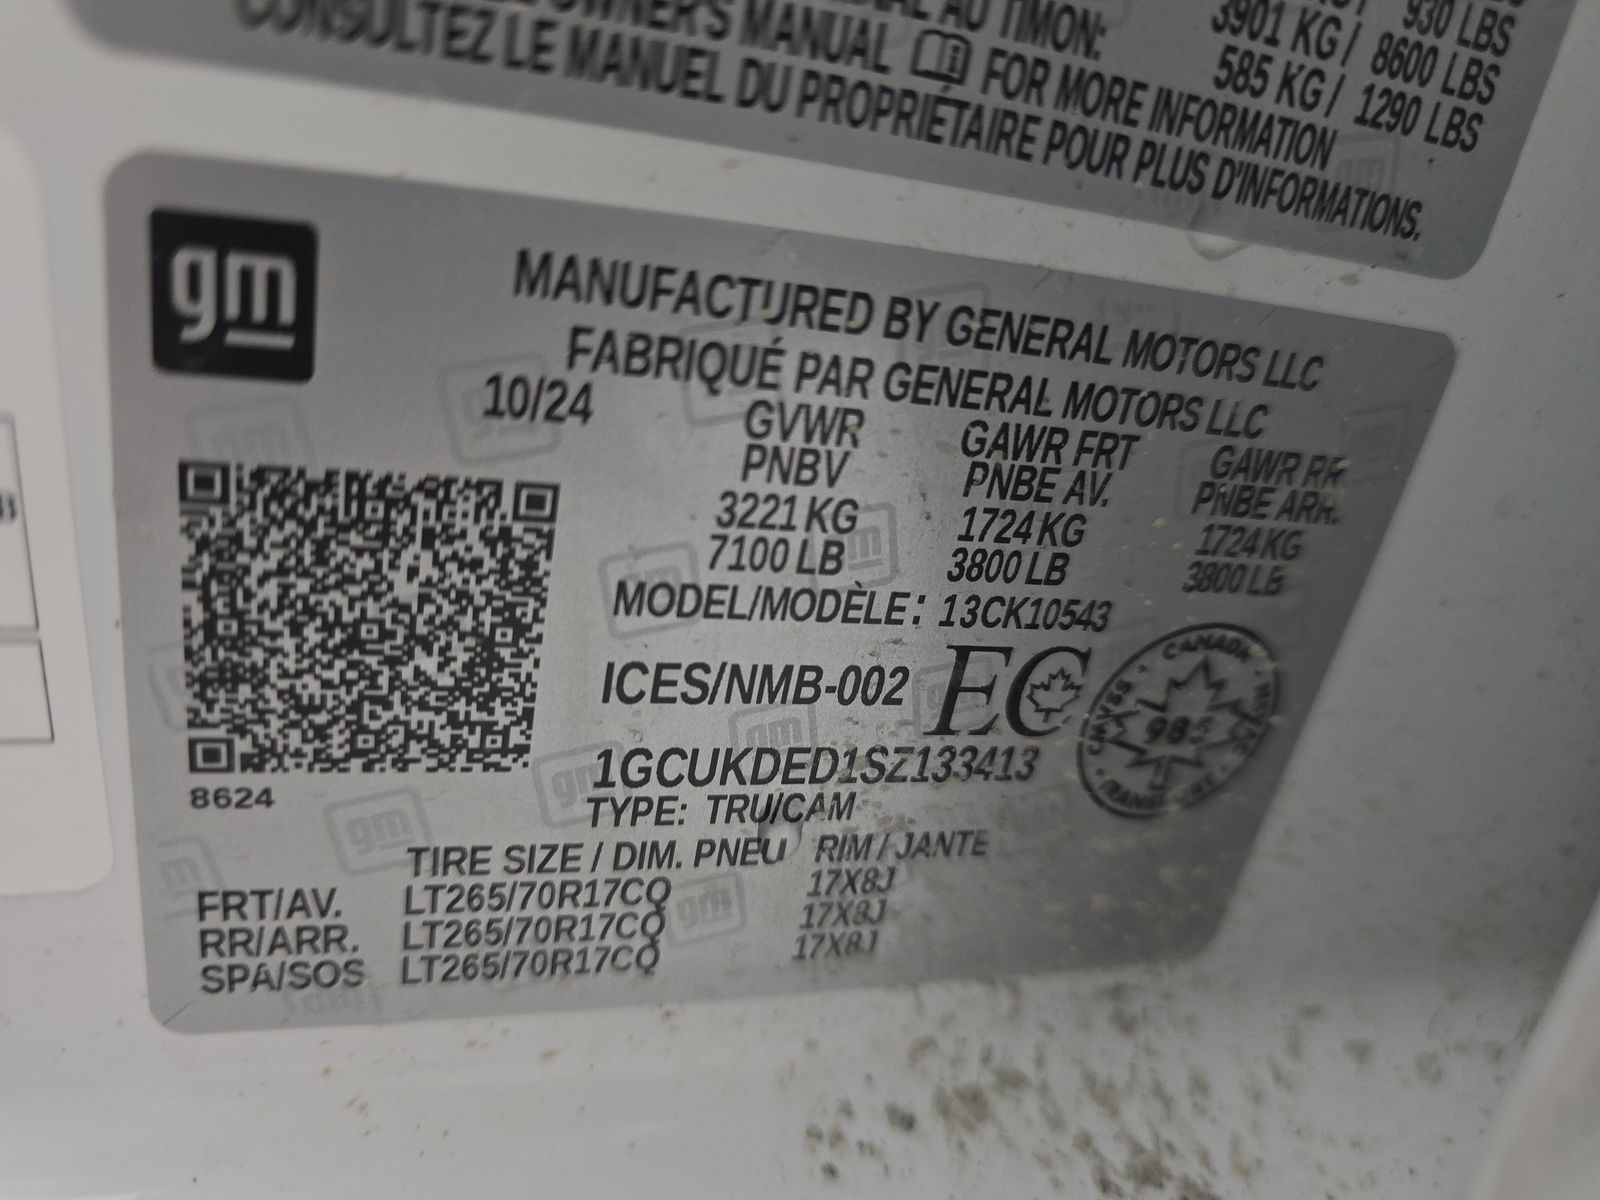 930 LBS
AU TIMON: 3901 KG / 8600 LBS
585 KG / 1290 LBS
OWNER'S MANUAL FOR MORE INFORMATION
CONSULTEZ LE MANUEL DU PROPRIÉTAIRE POUR PLUS D'INFORMATIONS.
gm
MANUFACTURED BY GENERAL MOTORS LLC
FABRIQUÉ PAR GENERAL MOTORS LLC
10/24
GVWR GAWR FRT GAWR RR
PNBV PNBE AV. PNBE ARR.
3221 KG 1724 KG 1724 KG
7100 LB 3800 LB 3800 LB
MODEL/MODÈLE: 13CK10543
ICES/NMB-002 EC
CANADA
CMVSS
NSVAC
98
1GCUKDED1SZ133413
TYPE: TRU/CAM
8624
TIRE SIZE / DIM. PNEU RIM / JANTE
FRT/AV. LT265/70R17CQ 17X8J
RR/ARR. LT265/70R17CQ 17X8J
SPA/SOS LT265/70R17CQ 17X8J